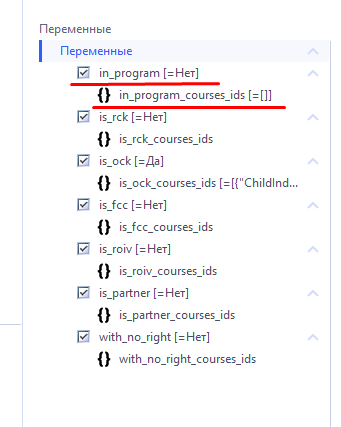 Переменные
Переменные
in_program [=Нет]
{} in_program_courses_ids [=[]]
is_rck [=Нет]
{} is_rck_courses_ids
is_ock [=Да]
{} is_ock_courses_ids [=[{"ChildInd...
is_fcc [=Нет]
{} is_fcc_courses_ids
is_roiv [=Нет]
{} is_roiv_courses_ids
is_partner [=Нет]
{} is_partner_courses_ids
with_no_right [=Нет]
{} with_no_right_courses_ids